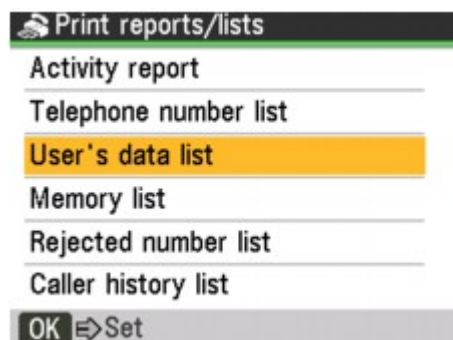 Print reports/lists
Activity report
Telephone number list
User's data list
Memory list
Rejected number list
Caller history list
OK ⇨Set